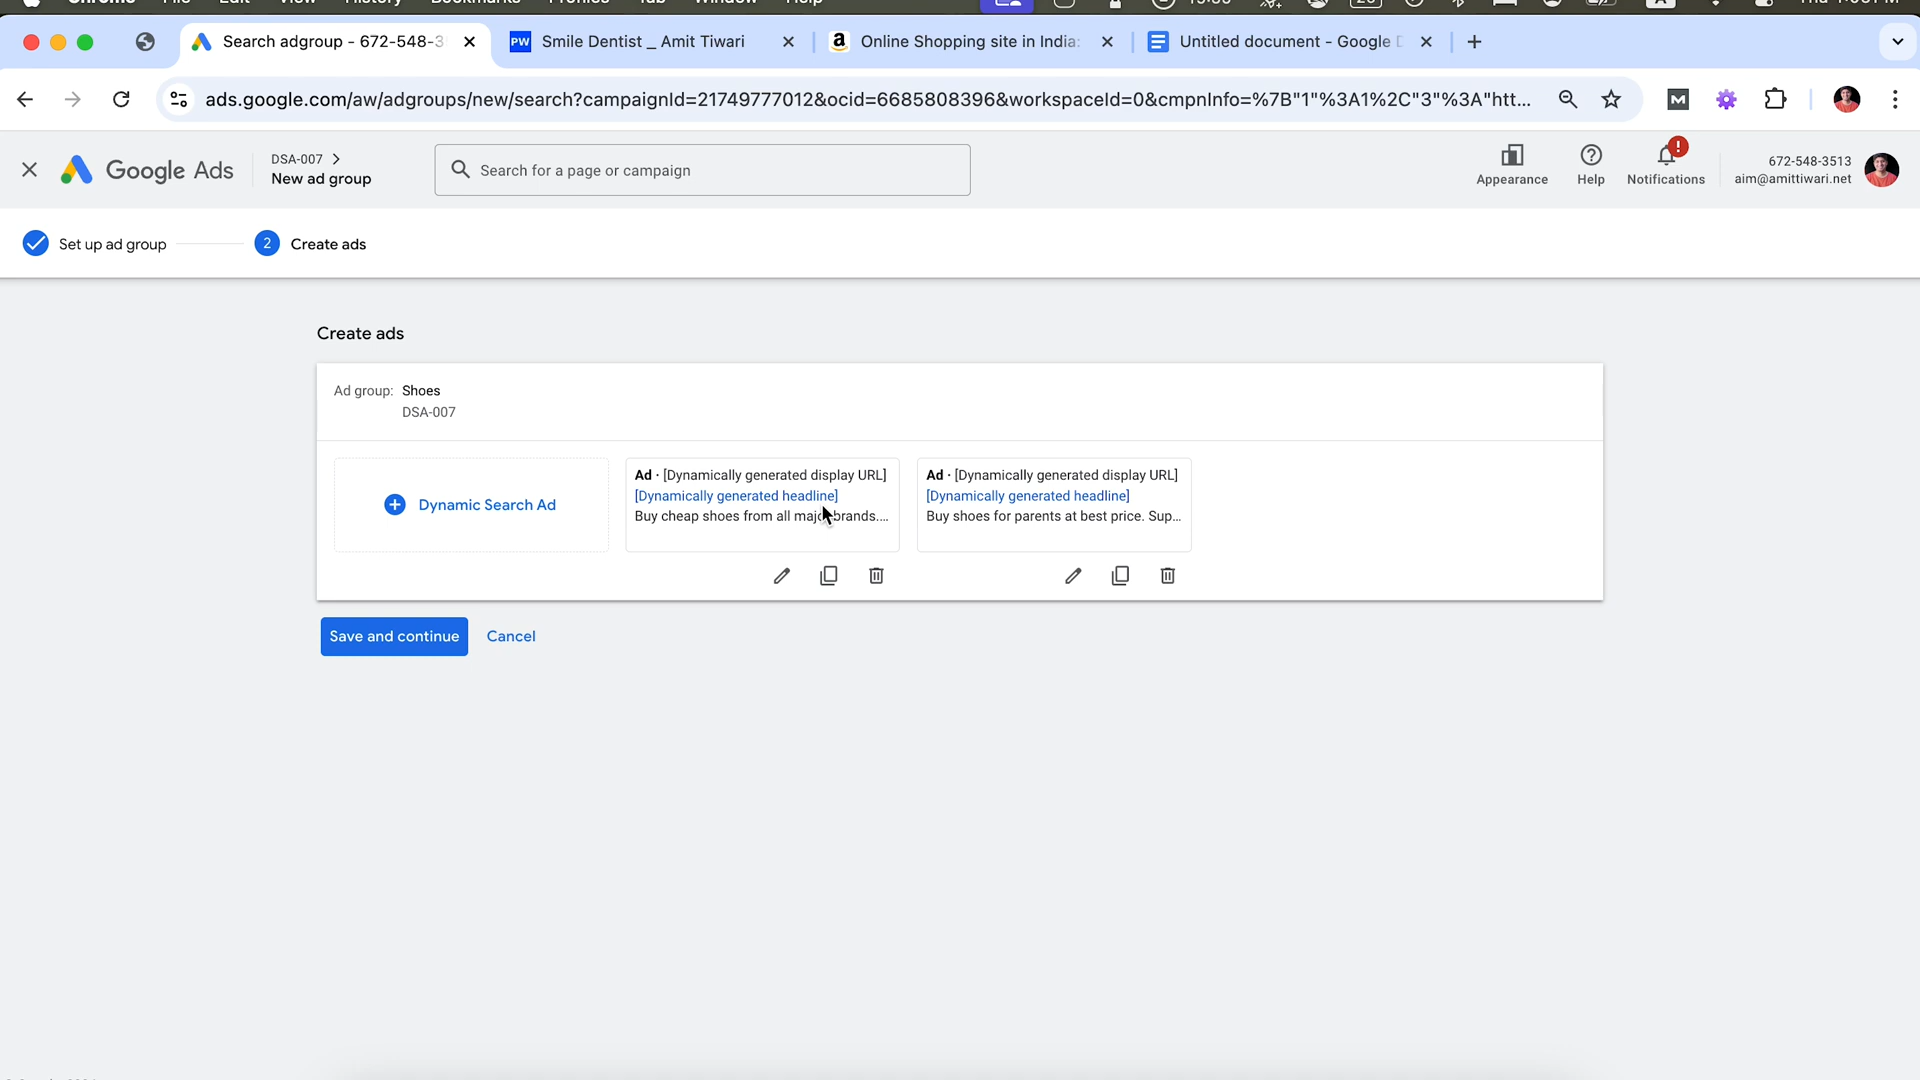 Search adgroup - 672-548-3
Smile Dentist _ Amit Tiwari
Online Shopping site in India:
Untitled document - Google
ads.google.com/aw/adgroups/new/search?campaignId=21749777012&ocid=6685808396&workspaceId=0&cmpnInfo=%7B"1"%3A1%2C"3"%3A"htt...
Google Ads
DSA-007
New ad group
Search for a page or campaign
Appearance
Help
Notifications
672-548-3513
aim@amittiwari.net
Set up ad group
2 Create ads
Create ads
Ad group: Shoes
DSA-007
Dynamic Search Ad
Ad · [Dynamically generated display URL]
[Dynamically generated headline]
Buy cheap shoes from all major brands....
Ad · [Dynamically generated display URL]
[Dynamically generated headline]
Buy shoes for parents at best price. Sup...
Save and continue
Cancel